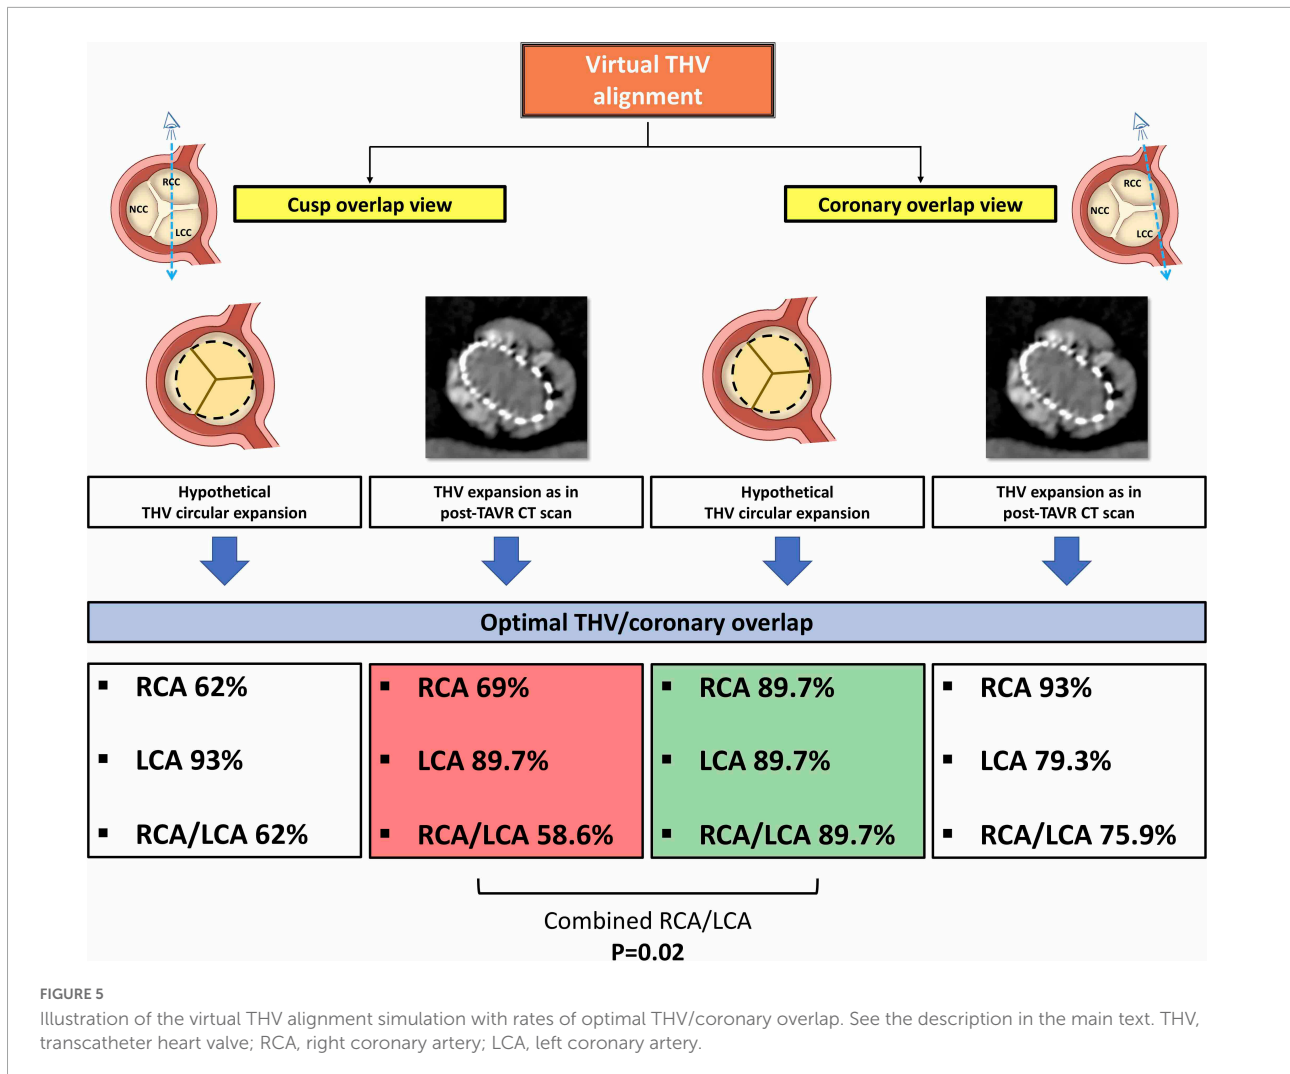 Virtual THV
alignment
Cusp overlap view
Coronary overlap view
RCC
NCC
LCC
RCC
NCC
LCC
Hypothetical
THV circular expansion
THV expansion as in
post-TAVR CT scan
Hypothetical
THV circular expansion
THV expansion as in
post-TAVR CT scan
Optimal THV/coronary overlap
▪ RCA 62%
▪ LCA 93%
▪ RCA/LCA 62%
▪ RCA 69%
▪ LCA 89.7%
▪ RCA/LCA 58.6%
▪ RCA 89.7%
▪ LCA 89.7%
▪ RCA/LCA 89.7%
▪ RCA 93%
▪ LCA 79.3%
▪ RCA/LCA 75.9%
Combined RCA/LCA
P=0.02
FIGURE 5
Illustration of the virtual THV alignment simulation with rates of optimal THV/coronary overlap. See the description in the main text. THV,
transcatheter heart valve; RCA, right coronary artery; LCA, left coronary artery.